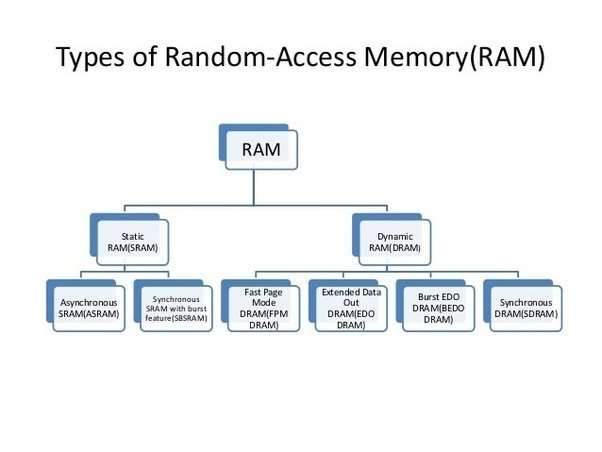 Types of Random-Access Memory(RAM)
RAM
Static
RAM(SRAM)
Dynamic
RAM(DRAM)
Asynchronous
SRAM(ASRAM)
Synchronous
SRAM with burst
feature(SBSRAM)
Fast Page
Mode
DRAM(FPM
DRAM)
Extended Data
Out
DRAM(EDO
DRAM)
Burst EDO
DRAM(BEDO
DRAM)
Synchronous
DRAM(SDRAM)